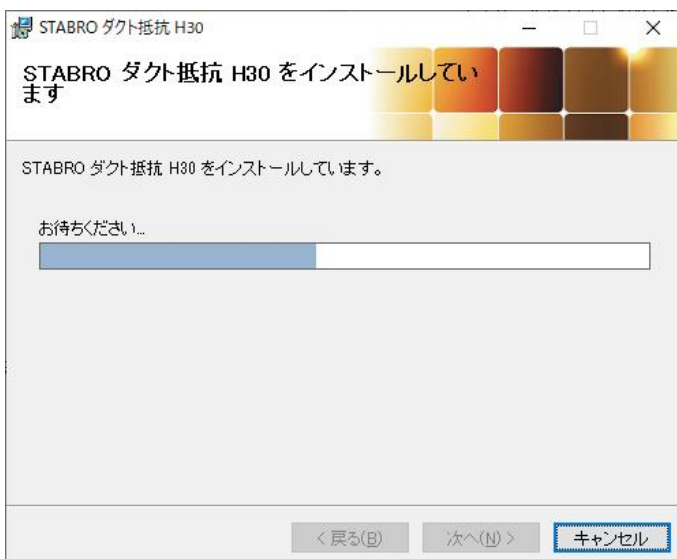 STABRO ダクト抵抗 H30
STABRO ダクト抵抗 H30 をインストールしてい
ます
STABRO ダクト抵抗 H30 をインストールしています。
お待ちください...
< 戻る(B) 次へ(N) > キャンセル